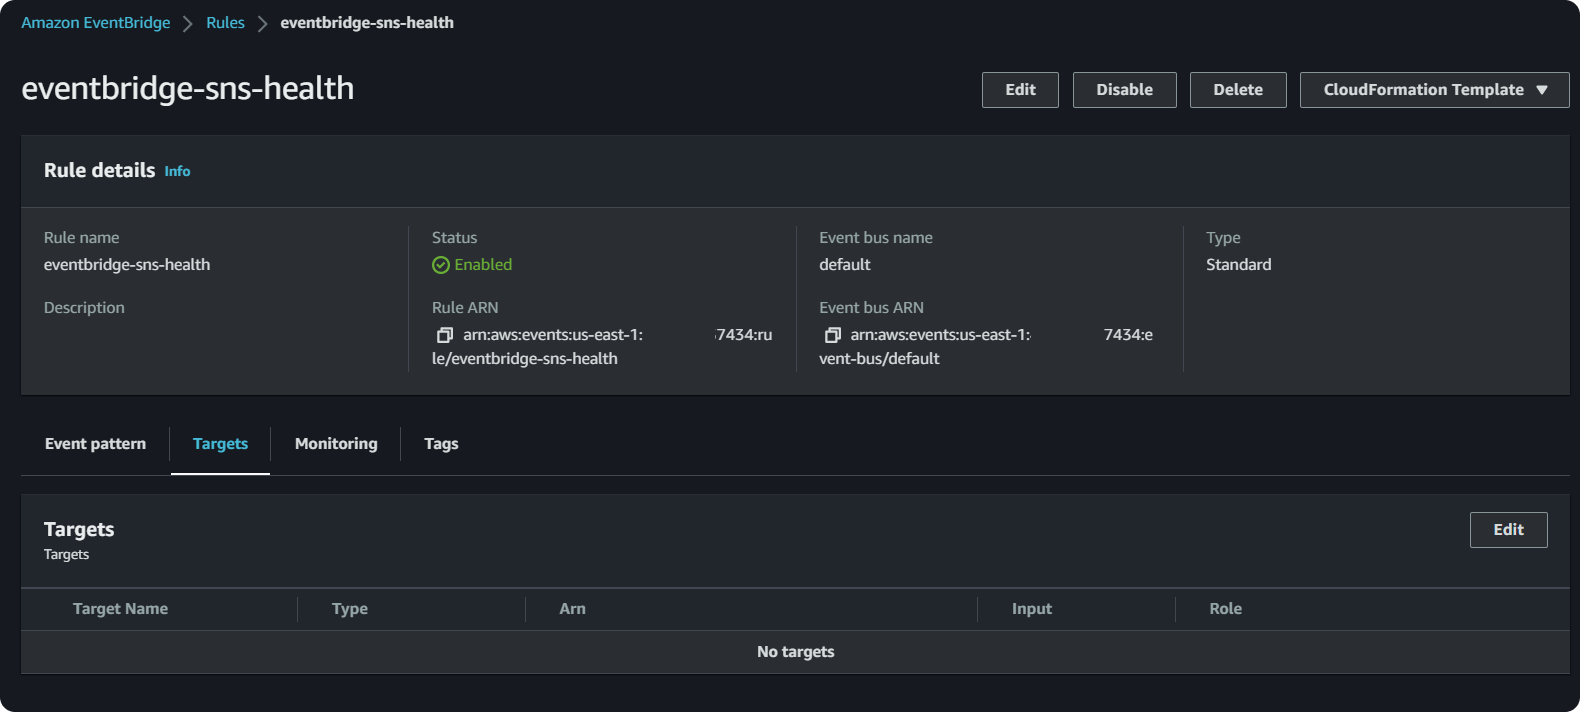 Amazon EventBridge > Rules > eventbridge-sns-health
eventbridge-sns-health
Edit
Disable
Delete
CloudFormation Template ▼
Rule details Info
Rule name
eventbridge-sns-health
Description
Status
Enabled
Rule ARN
arn:aws:events:us-east-1: 7434:ru
le/eventbridge-sns-health
Event bus name
default
Event bus ARN
arn:aws:events:us-east-1: 7434:e
vent-bus/default
Type
Standard
Event pattern
Targets
Monitoring
Tags
Targets
Targets
Edit
Target Name
Type
Arn
Input
Role
No targets